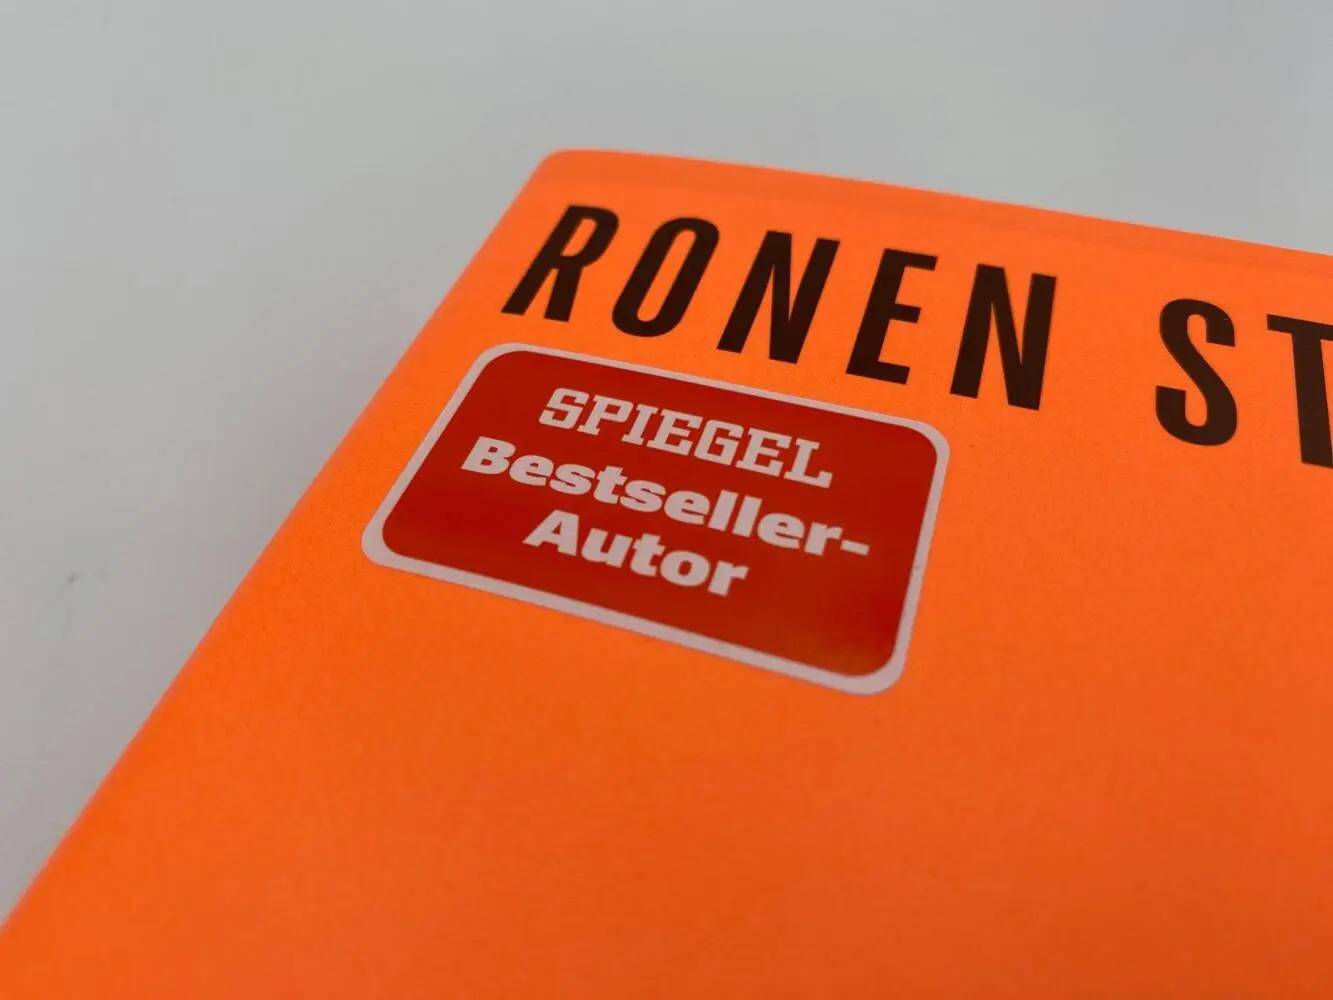 RONEN ST
SPIEGEL
Bestseller-
Autor